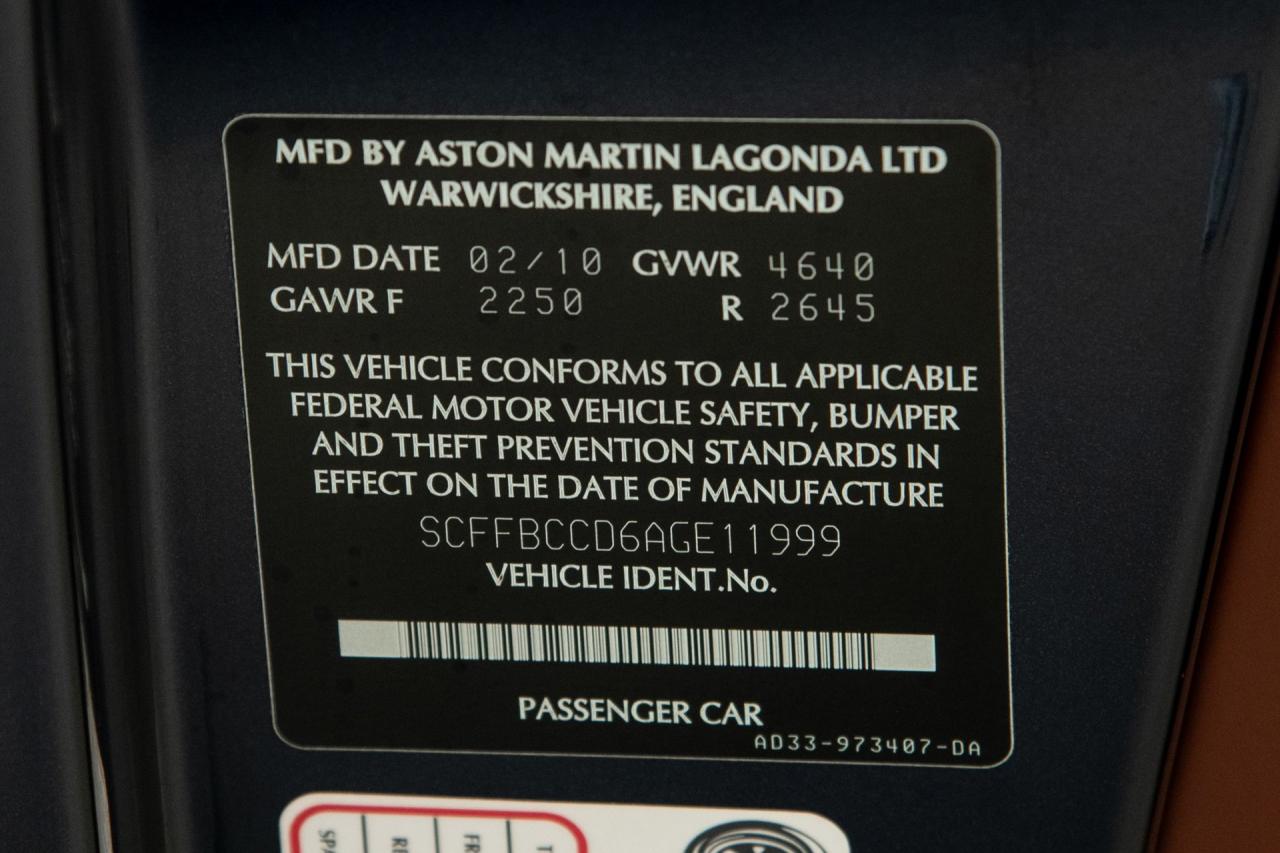 MFD BY ASTON MARTIN LAGONDA LTD
WARWICKSHIRE, ENGLAND
MFD DATE 02/10 GVWR 4640
GAWR F 2250 R 2645
THIS VEHICLE CONFORMS TO ALL APPLICABLE
FEDERAL MOTOR VEHICLE SAFETY, BUMPER
AND THEFT PREVENTION STANDARDS IN
EFFECT ON THE DATE OF MANUFACTURE
SCFFBCCD6AGE11999
VEHICLE IDENT.No.
PASSENGER CAR
AD33-973407-DA